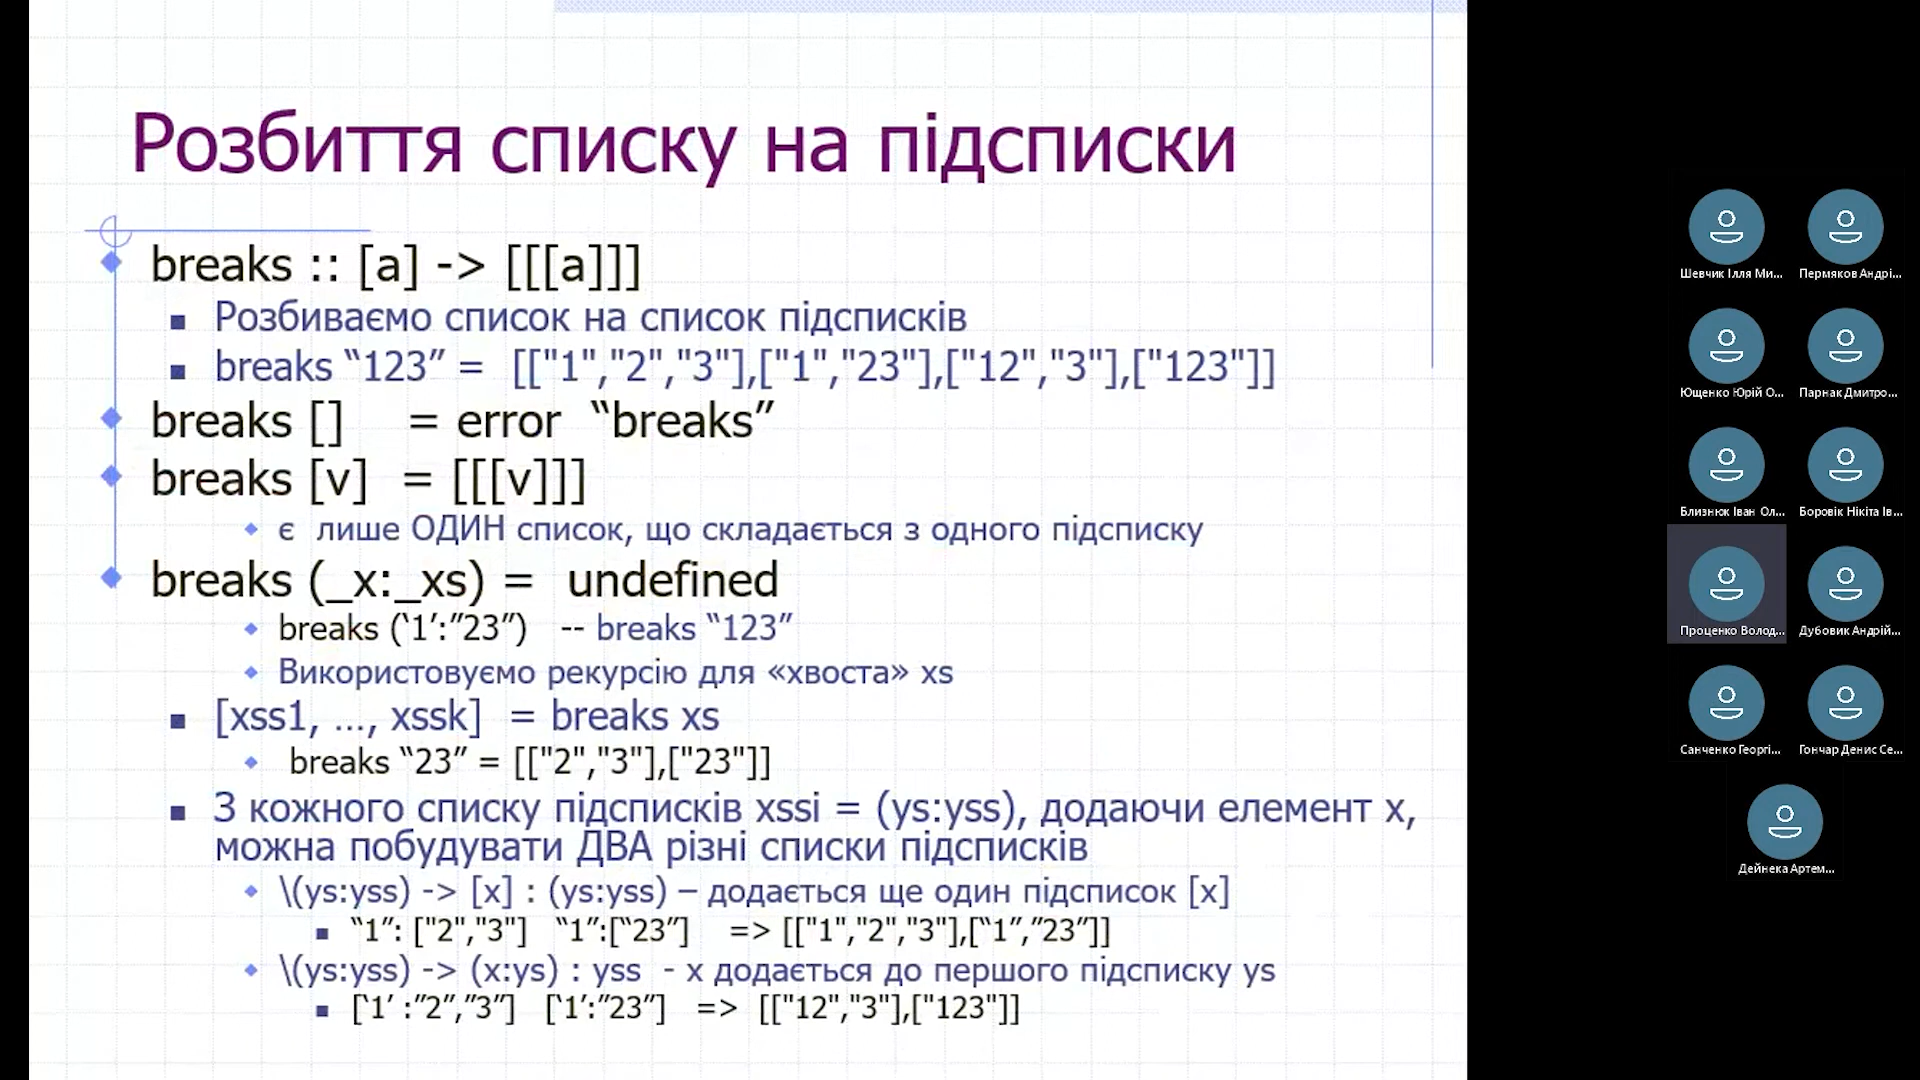 Розбиття списку на підсписки
breaks :: [a] -> [[[a]]]
Розбиваємо список на список підсписків
breaks “123” = [["1","2","3"],["1","23"],["12","3"],["123"]]
breaks [] = error “breaks”
breaks [v] = [[[v]]]
є лише ОДИН список, що складається з одного підсписку
breaks (_x:_xs) = undefined
breaks (‘1’:”23”) -- breaks “123”
Використовуємо рекурсію для «хвоста» xs
[xss1, …, xssk] = breaks xs
breaks “23” = [["2","3"],["23"]]
З кожного списку підсписків xssi = (ys:yss), додаючи елемент x,
можна побудувати ДВА різні списки підсписків
\(ys:yss) -> [x] : (ys:yss) – додається ще один підсписок [x]
“1”: ["2","3"] “1”:[“23”] => [["1","2","3"],[“1”,”23”]]
\(ys:yss) -> (x:ys) : yss - x додається до першого підсписку ys
[‘1’ :”2”,”3”] [‘1’:”23”] => [["12","3"],["123"]]
Шевчик Ілля Ми...
Пермяков Андрі...
Ющенко Юрій О...
Парнак Дмитро...
Близнюк Іван Ол...
Боровік Нікіта Ів...
Проценко Волод...
Дубовик Андрій...
Санченко Георгі...
Гончар Денис Се...
Дейнека Артем...